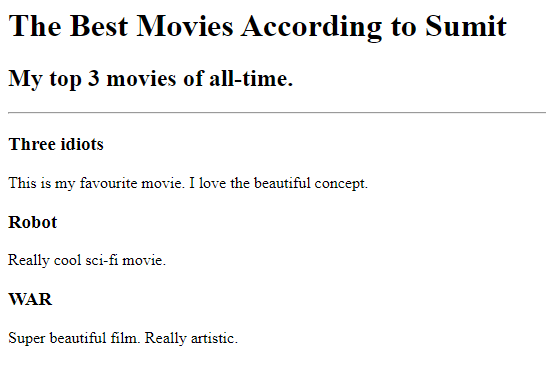 The Best Movies According to Sumit
My top 3 movies of all-time.
Three idiots
This is my favourite movie. I love the beautiful concept.
Robot
Really cool sci-fi movie.
WAR
Super beautiful film. Really artistic.